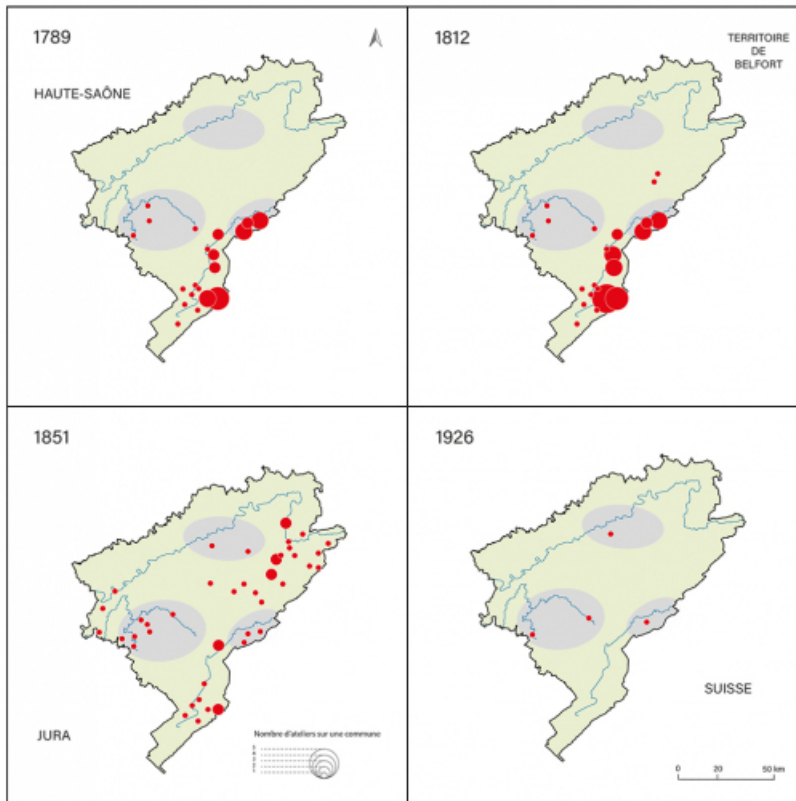 1789
HAUTE-SAÔNE
1812
TERRITOIRE
DE
BELFORT
1851
JURA
Nombre d'ateliers sur une commune
1926
SUISSE
0 20 50 km